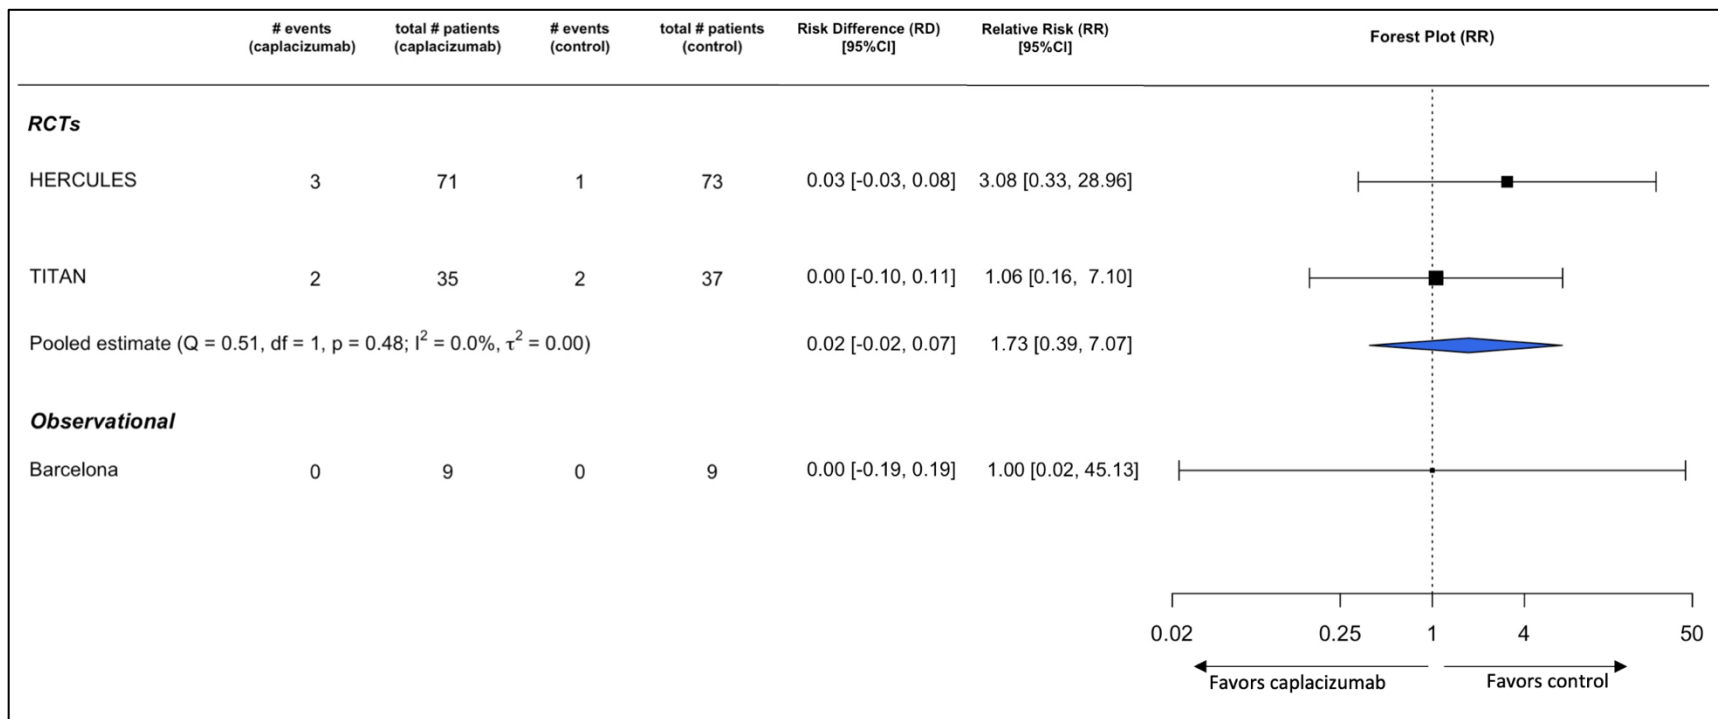 # events (caplacizumab) total # patients (caplacizumab) # events (control) total # patients (control) Risk Difference (RD) [95%CI] Relative Risk (RR) [95%CI] Forest Plot (RR)
RCTs
HERCULES 3 71 1 73 0.03 [-0.03, 0.08] 3.08 [0.33, 28.96]
TITAN 2 35 2 37 0.00 [-0.10, 0.11] 1.06 [0.16, 7.10]
Pooled estimate (Q = 0.51, df = 1, p = 0.48; I² = 0.0%, τ² = 0.00) 0.02 [-0.02, 0.07] 1.73 [0.39, 7.07]
Observational
Barcelona 0 9 0 9 0.00 [-0.19, 0.19] 1.00 [0.02, 45.13]
0.02 0.25 1 4 50
Favors caplacizumab Favors control